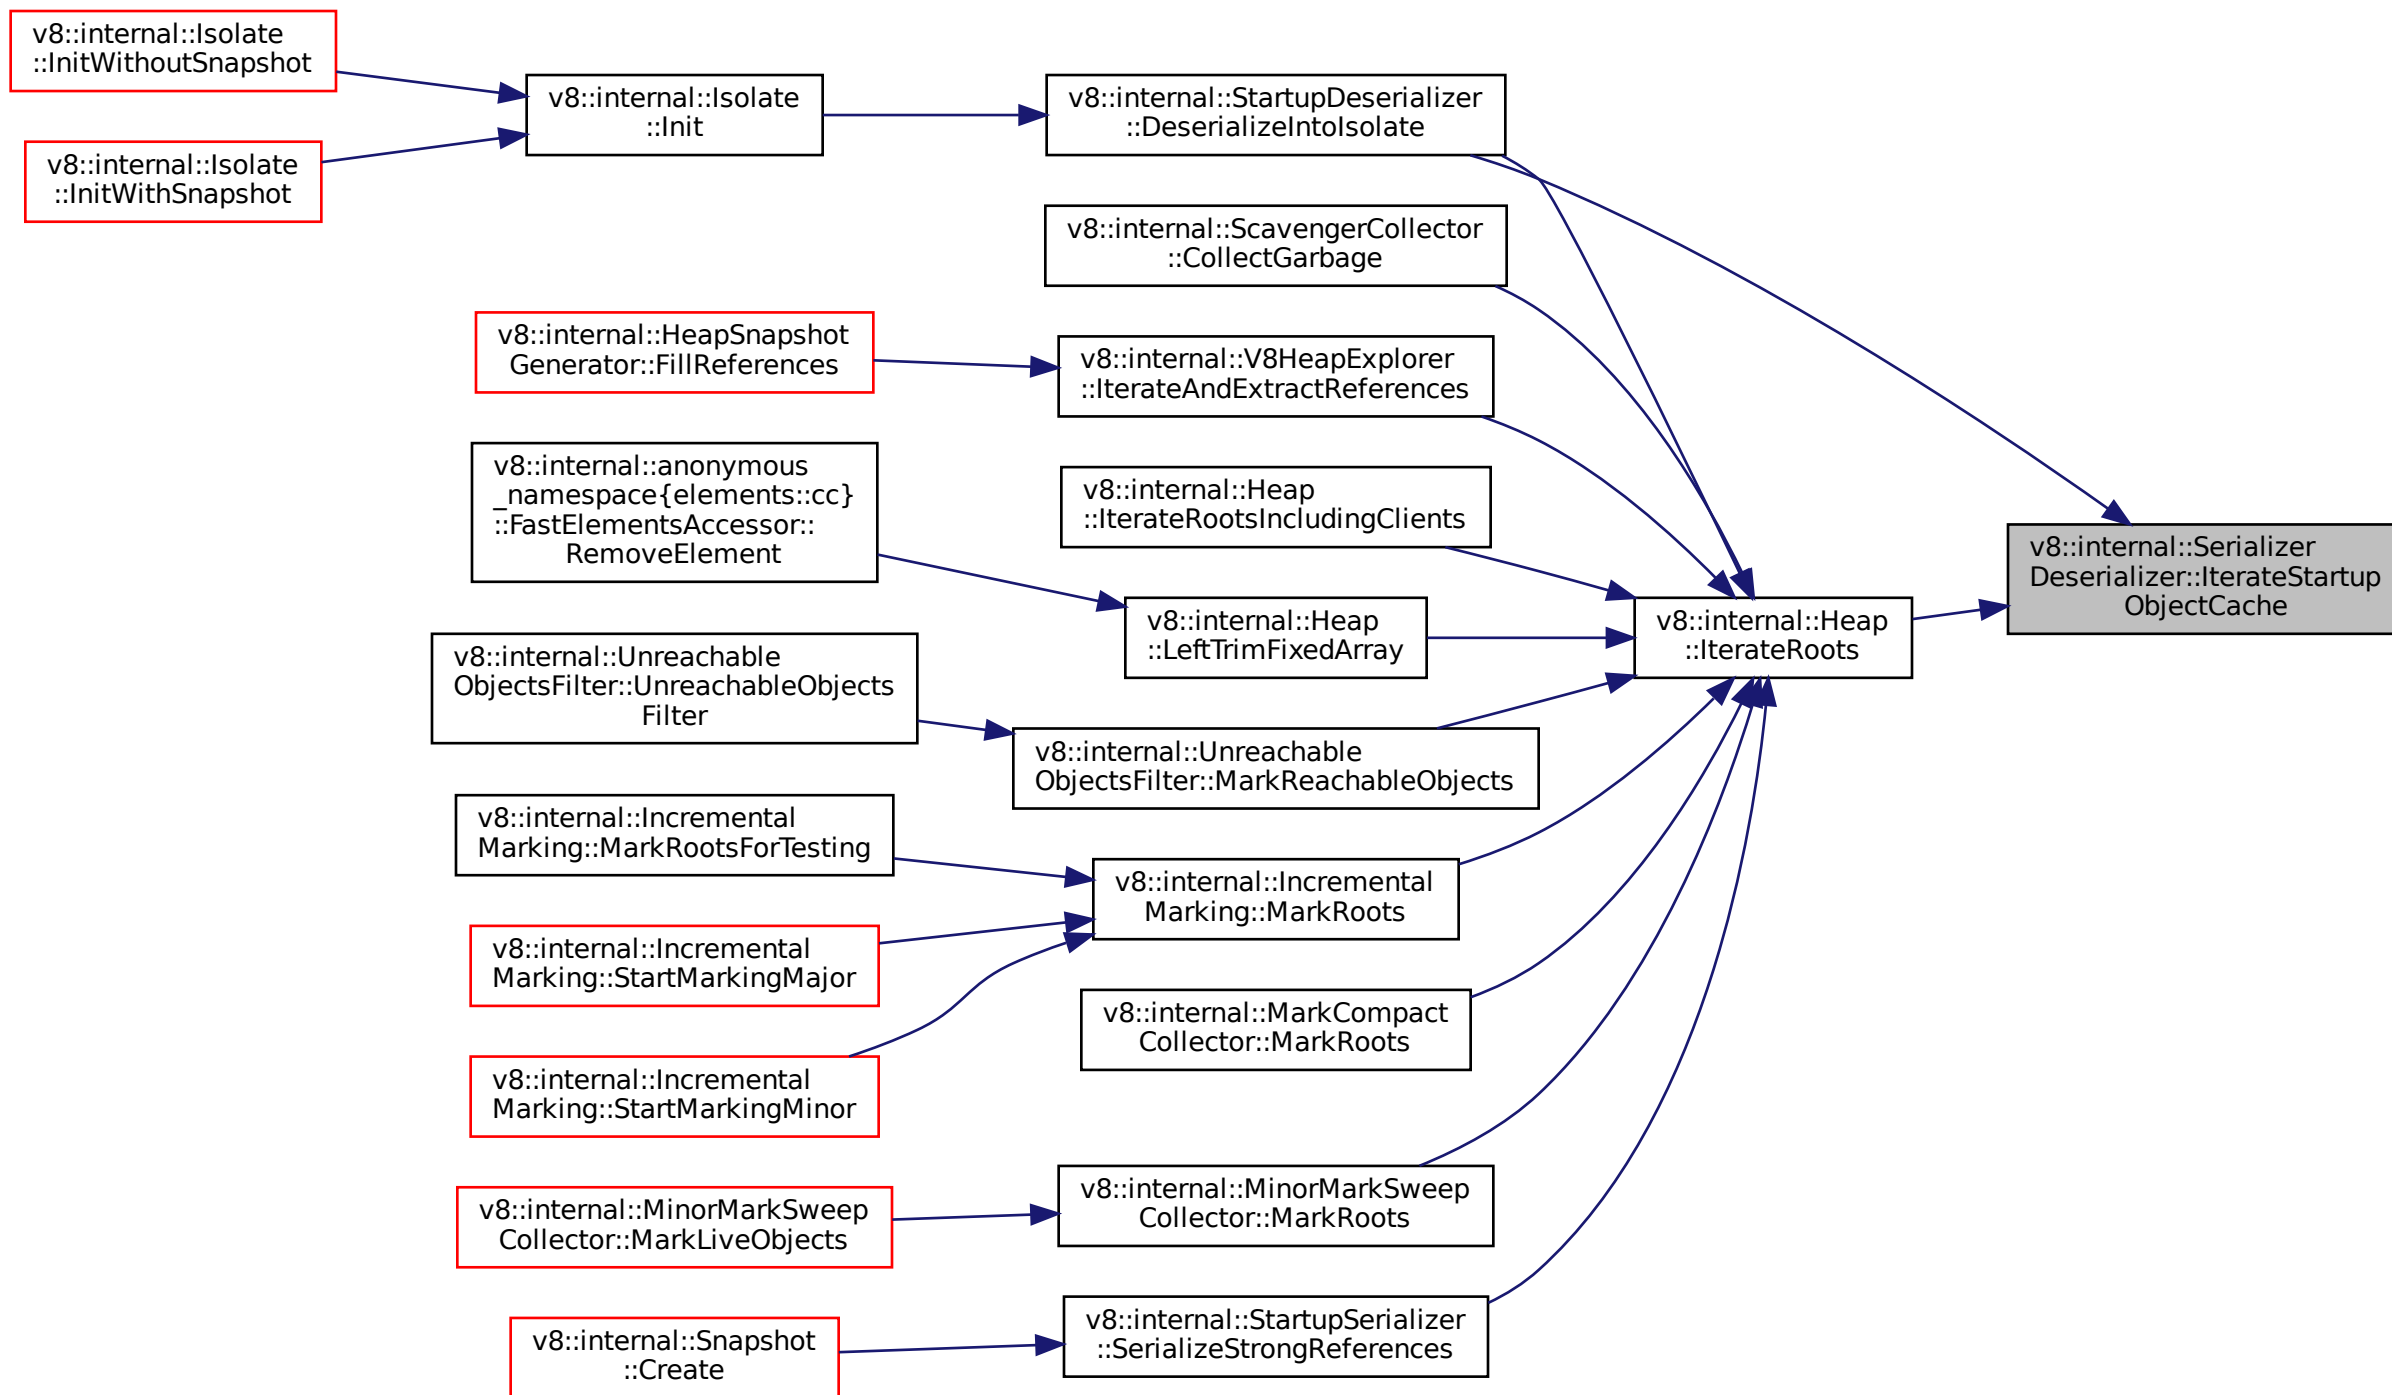 v8::internal::Isolate
::InitWithoutSnapshot
v8::internal::Isolate
::InitWithSnapshot
v8::internal::Isolate
::Init
v8::internal::StartupDeserializer
::DeserializeIntoIsolate
v8::internal::ScavengerCollector
::CollectGarbage
v8::internal::HeapSnapshot
Generator::FillReferences
v8::internal::V8HeapExplorer
::IterateAndExtractReferences
v8::internal::anonymous
_namespace{elements::cc}
::FastElementsAccessor::
RemoveElement
v8::internal::Heap
::IterateRootsIncludingClients
v8::internal::Heap
::LeftTrimFixedArray
v8::internal::Heap
::IterateRoots
v8::internal::Serializer
Deserializer::IterateStartup
ObjectCache
v8::internal::Unreachable
ObjectsFilter::UnreachableObjects
Filter
v8::internal::Unreachable
ObjectsFilter::MarkReachableObjects
v8::internal::Incremental
Marking::MarkRootsForTesting
v8::internal::Incremental
Marking::MarkRoots
v8::internal::Incremental
Marking::StartMarkingMajor
v8::internal::MarkCompact
Collector::MarkRoots
v8::internal::Incremental
Marking::StartMarkingMinor
v8::internal::MinorMarkSweep
Collector::MarkLiveObjects
v8::internal::MinorMarkSweep
Collector::MarkRoots
v8::internal::Snapshot
::Create
v8::internal::StartupSerializer
::SerializeStrongReferences